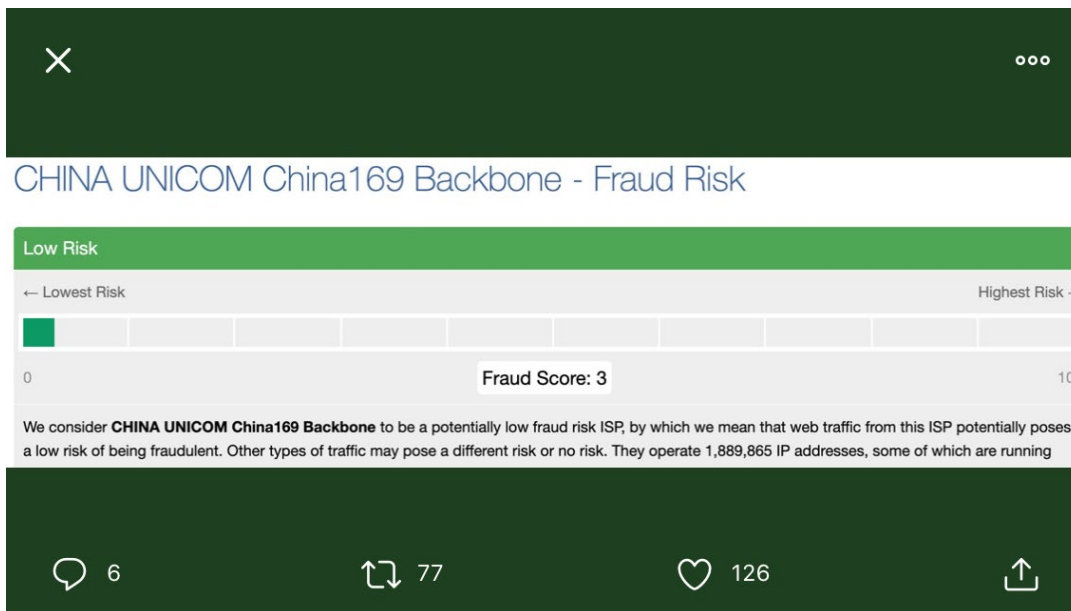 CHINA UNICOM China169 Backbone - Fraud Risk
Low Risk
← Lowest Risk
Highest Risk
0
Fraud Score: 3
We consider CHINA UNICOM China169 Backbone to be a potentially low fraud risk ISP, by which we mean that web traffic from this ISP potentially poses
a low risk of being fraudulent. Other types of traffic may pose a different risk or no risk. They operate 1,889,865 IP addresses, some of which are running
6
77
126